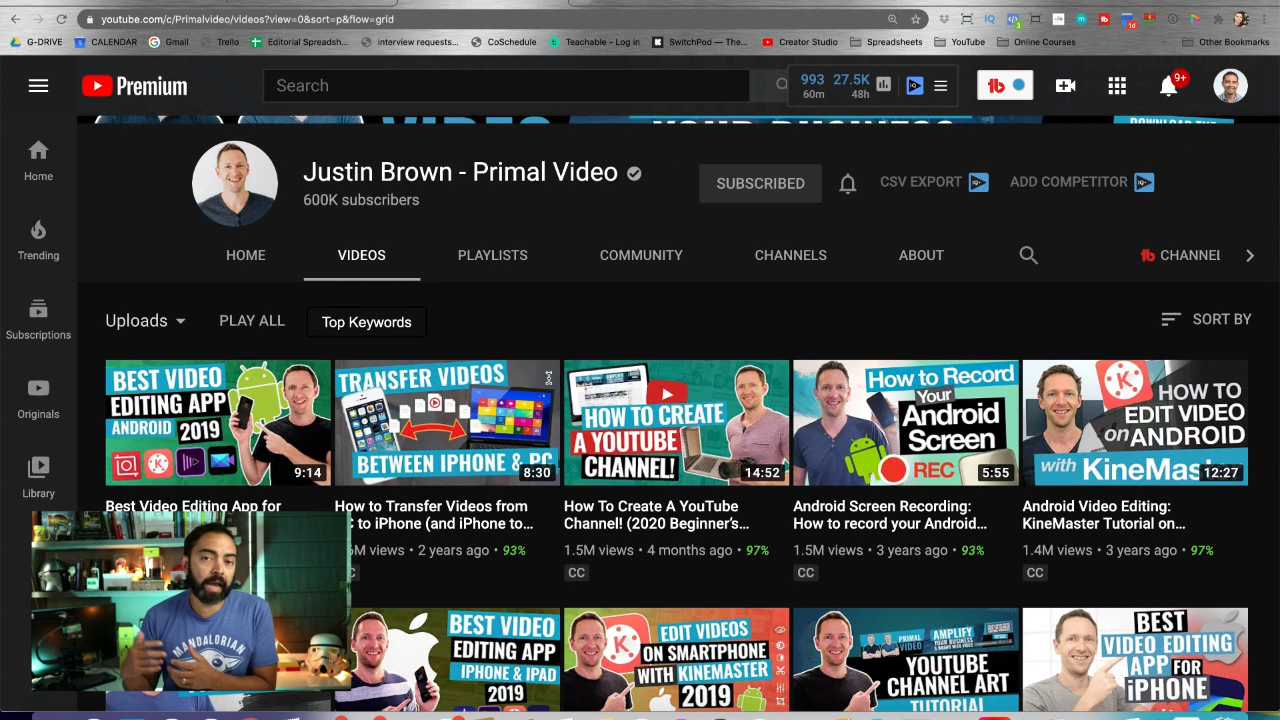 youtube.com/c/Primalvideo/videos?view=0&sort=p&flow=grid
G-DRIVE CALENDAR Gmail Trello Editorial Spreadsh... interview requests... CoSchedule Teachable - Log in SwitchPod — The... Creator Studio Spreadsheets YouTube Online Courses Other Bookmarks
Premium
Search
993 27.5K
60m 48h
9+
Home
Trending
Subscriptions
Originals
Library
Justin Brown - Primal Video
600K subscribers
SUBSCRIBED
CSV EXPORT
ADD COMPETITOR
HOME VIDEOS PLAYLISTS COMMUNITY CHANNELS ABOUT CHANNEL
Uploads PLAY ALL Top Keywords SORT BY
BEST VIDEO
EDITING APP
ANDROID 2019
9:14
TRANSFER VIDEOS
BETWEEN IPHONE & PC
8:30
HOW TO CREATE
A YOUTUBE
CHANNEL!
14:52
How to Record
Your
Android
Screen
REC
5:55
HOW TO
EDIT VIDEO
on ANDROID
with KineMas
12:27
Best Video Editing App for
How to Transfer Videos from
to iPhone (and iPhone to...
M views • 2 years ago • 93%
How To Create A YouTube
Channel! (2020 Beginner's...
1.5M views • 4 months ago • 97%
CC
Android Screen Recording:
How to record your Android...
1.5M views • 3 years ago • 93%
CC
Android Video Editing:
KineMaster Tutorial on...
1.4M views • 3 years ago • 97%
CC
MANDALORIAN
BEST VIDEO
EDITING APP
IPHONE & IPAD
2019
EDIT VIDEOS
ON SMARTPHONE
WITH KINEMASTER
2019
PRIMAL
VIDEO
AMPLIFY
YOUR BUSINESS
& BRAND WITH VIDEO
YOUTUBE
CHANNEL ART
TUTORIAL
BEST
VIDEO EDITING
APP FOR
iPHONE